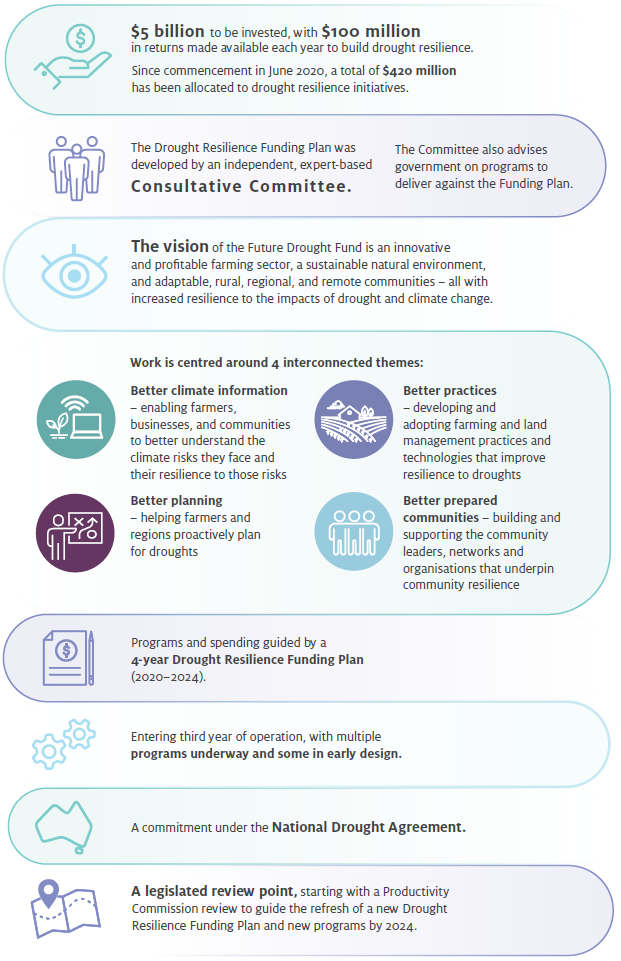 $5 billion to be invested, with $100 million
in returns made available each year to build drought resilience.
Since commencement in June 2020, a total of $420 million
has been allocated to drought resilience initiatives.
The Drought Resilience Funding Plan was
developed by an independent, expert-based
Consultative Committee.
The Committee also advises
government on programs to
deliver against the Funding Plan.
The vision of the Future Drought Fund is an innovative
and profitable farming sector, a sustainable natural environment,
and adaptable, rural, regional, and remote communities – all with
increased resilience to the impacts of drought and climate change.
Work is centred around 4 interconnected themes:
Better climate information
– enabling farmers,
businesses, and communities
to better understand the
climate risks they face and
their resilience to those risks
Better practices
– developing and
adopting farming and land
management practices and
technologies that improve
resilience to droughts
Better planning
– helping farmers and
regions proactively plan
for droughts
Better prepared
communities – building and
supporting the community
leaders, networks and
organisations that underpin
community resilience
Programs and spending guided by a
4-year Drought Resilience Funding Plan
(2020–2024).
Entering third year of operation, with multiple
programs underway and some in early design.
A commitment under the National Drought Agreement.
A legislated review point, starting with a Productivity
Commission review to guide the refresh of a new Drought
Resilience Funding Plan and new programs by 2024.